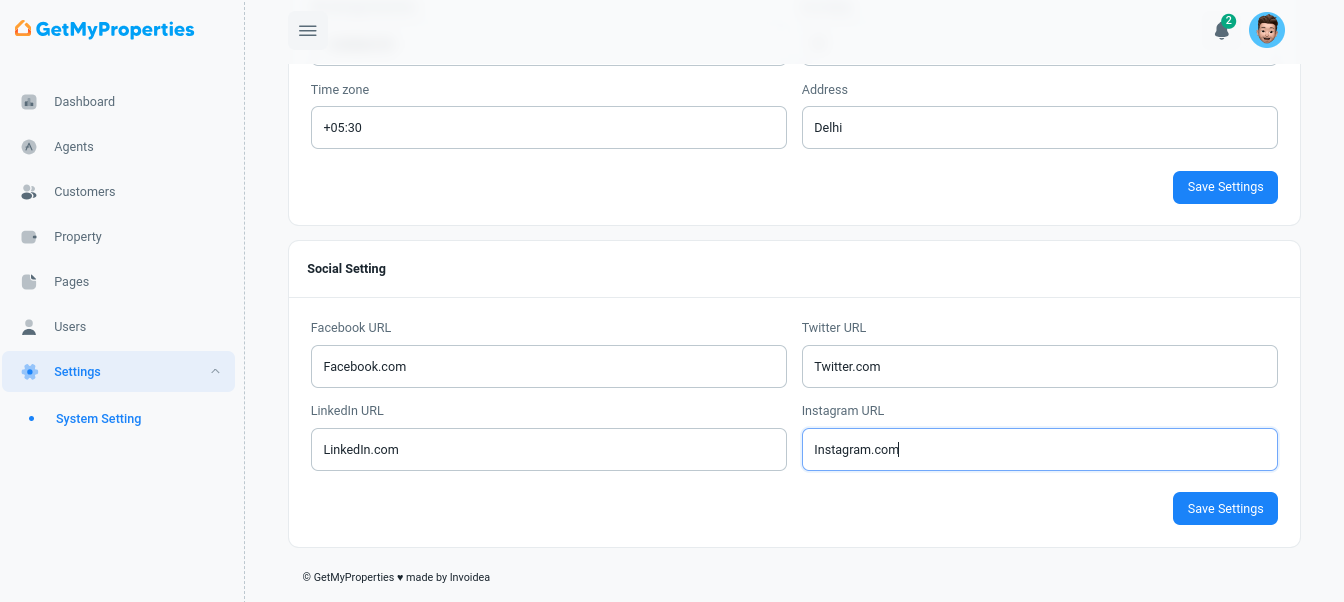 GetMyProperties
2
Dashboard
Agents
Customers
Property
Pages
Users
Settings
System Setting
Time zone
Address
+05:30
Delhi
Save Settings
Social Setting
Facebook URL
Twitter URL
Facebook.com
Twitter.com
LinkedIn URL
Instagram URL
LinkedIn.com
Instagram.com
Save Settings
© GetMyProperties ♥ made by Invoidea